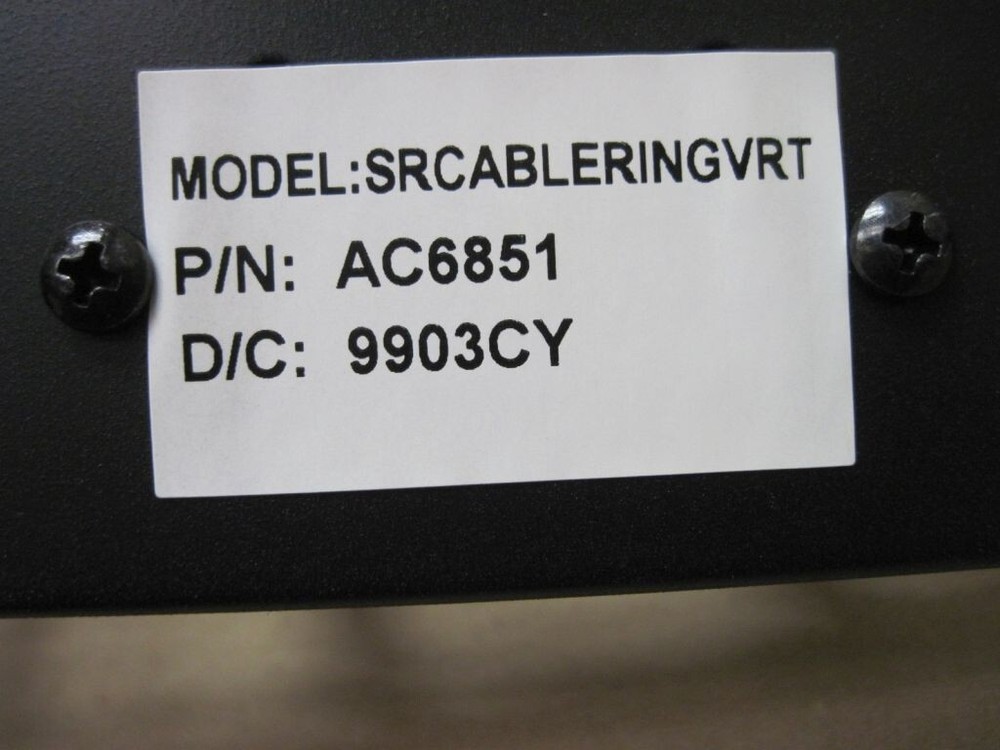 MODEL:SRCABLERINGVRT
P/N: AC6851
D/C: 9903CY